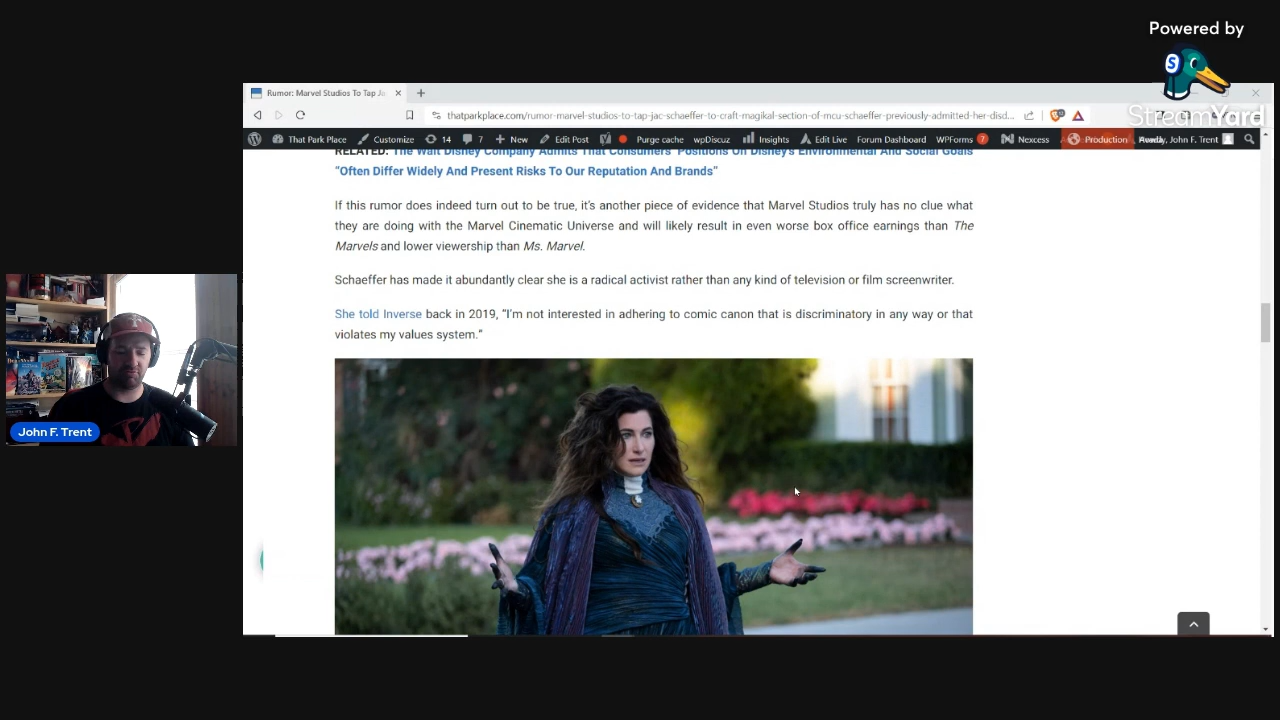 Powered by
StreamYard
Rumor: Marvel Studios To Tap Ja
thatparkplace.com/rumor-marvel-studios-to-tap-jac-schaeffer-to-craft-magikal-section-of-mcu-schaeffer-previously-admitted-her-disd...
That Park Place Customize 14 7 New Edit Post Purge cache wpDiscuz Insights Edit Live Forum Dashboard WPForms 7 Nexcess Production Howdy, John F. Trent
RELATED: The Walt Disney Company Admits That Consumers' Positions On Disney's Environmental And Social Goals
“Often Differ Widely And Present Risks To Our Reputation And Brands”
If this rumor does indeed turn out to be true, it’s another piece of evidence that Marvel Studios truly has no clue what
they are doing with the Marvel Cinematic Universe and will likely result in even worse box office earnings than The
Marvels and lower viewership than Ms. Marvel.
Schaeffer has made it abundantly clear she is a radical activist rather than any kind of television or film screenwriter.
She told Inverse back in 2019, “I’m not interested in adhering to comic canon that is discriminatory in any way or that
violates my values system.”
John F. Trent